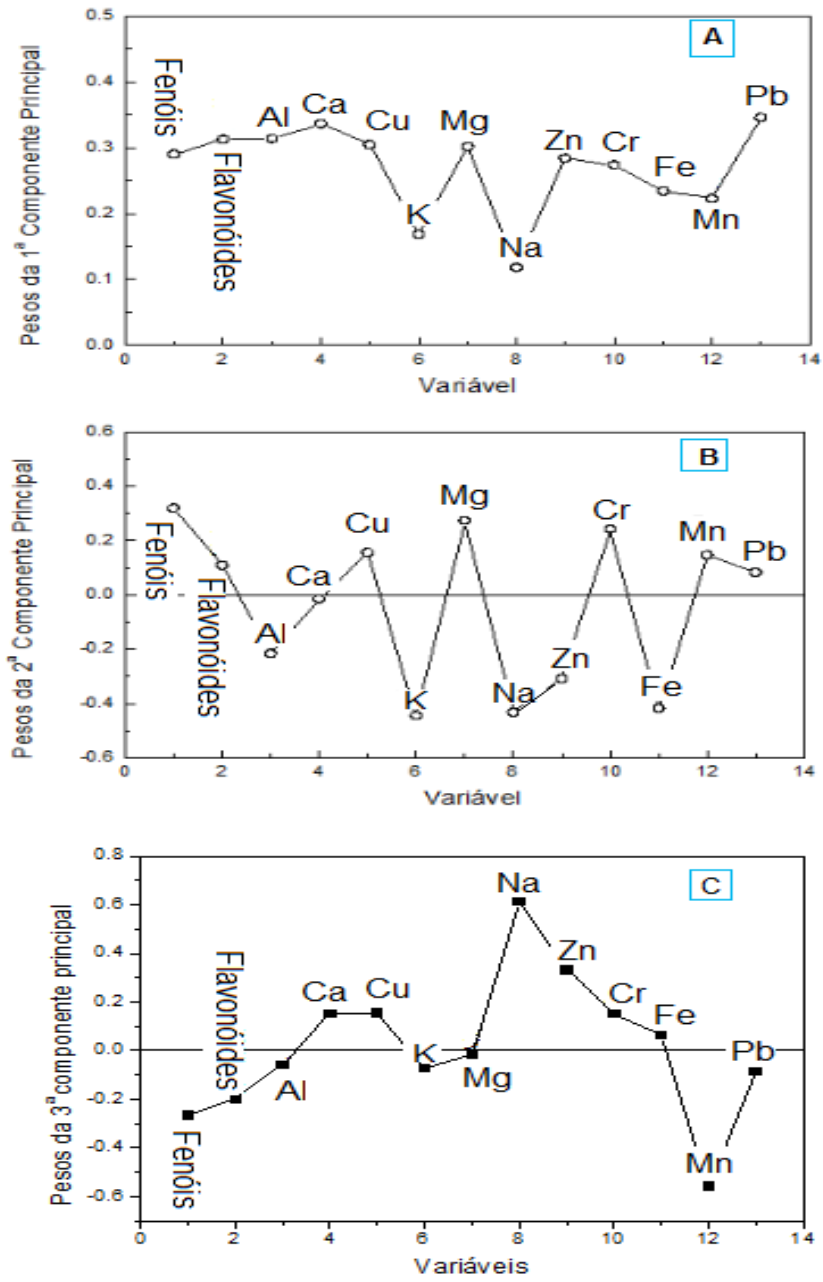 A
Pesos da 1ª Componente Principal
0.5
0.4
0.3
0.2
0.1
0.0
Fenóis
Flavonóides
Al
Ca
Cu
K
Mg
Na
Zn
Cr
Fe
Mn
Pb
0 2 4 6 8 10 12 14
Variável
B
Pesos da 2ª Componente Principal
0.6
0.4
0.2
0.0
-0.2
-0.4
-0.6
Fenóis
Flavonóides
Al
Ca
Cu
K
Mg
Na
Zn
Cr
Fe
Mn
Pb
0 2 4 6 8 10 12 14
Variável
C
Pesos da 3ª componente principal
0.8
0.6
0.4
0.2
0.0
-0.2
-0.4
-0.6
Fenóis
Flavonóides
Al
Ca
Cu
K
Mg
Na
Zn
Cr
Fe
Mn
Pb
0 2 4 6 8 10 12 14
Variáveis